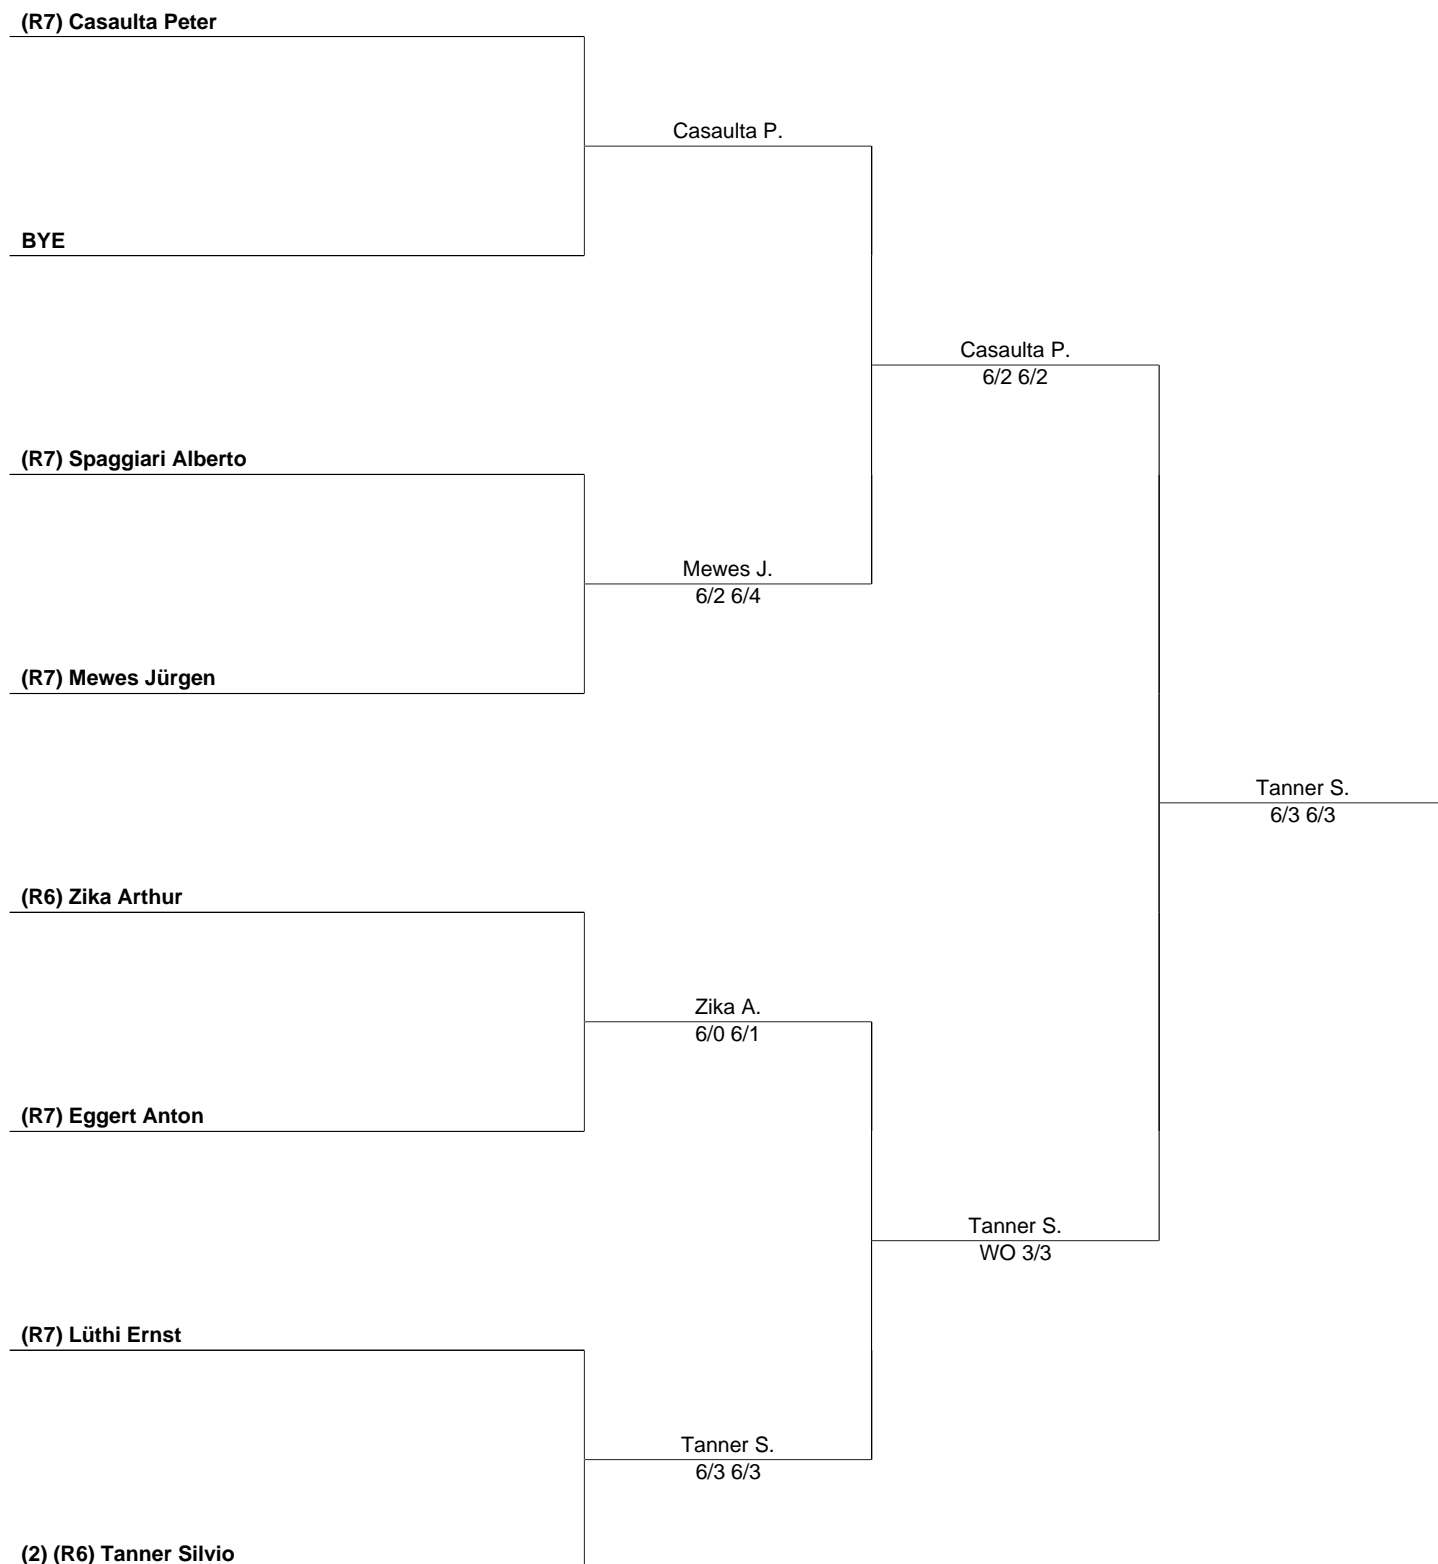 (R7) Casaulta Peter
Casaulta P.
BYE
Casaulta P.
6/2 6/2
(R7) Spaggiari Alberto
Mewes J.
6/2 6/4
(R7) Mewes Jürgen
Tanner S.
6/3 6/3
(R6) Zika Arthur
Zika A.
6/0 6/1
(R7) Eggert Anton
Tanner S.
WO 3/3
(R7) Lüthi Ernst
Tanner S.
6/3 6/3
(2) (R6) Tanner Silvio